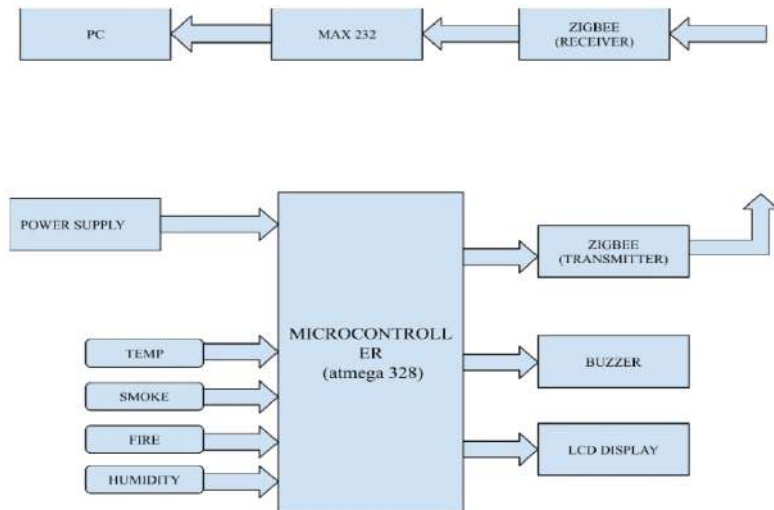 PC
MAX 232
ZIGBEE
(RECEIVER)
POWER SUPPLY
ZIGBEE
(TRANSMITTER)
MICROCONTROLL
ER
(atmega 328)
TEMP
SMOKE
FIRE
HUMIDITY
BUZZER
LCD DISPLAY